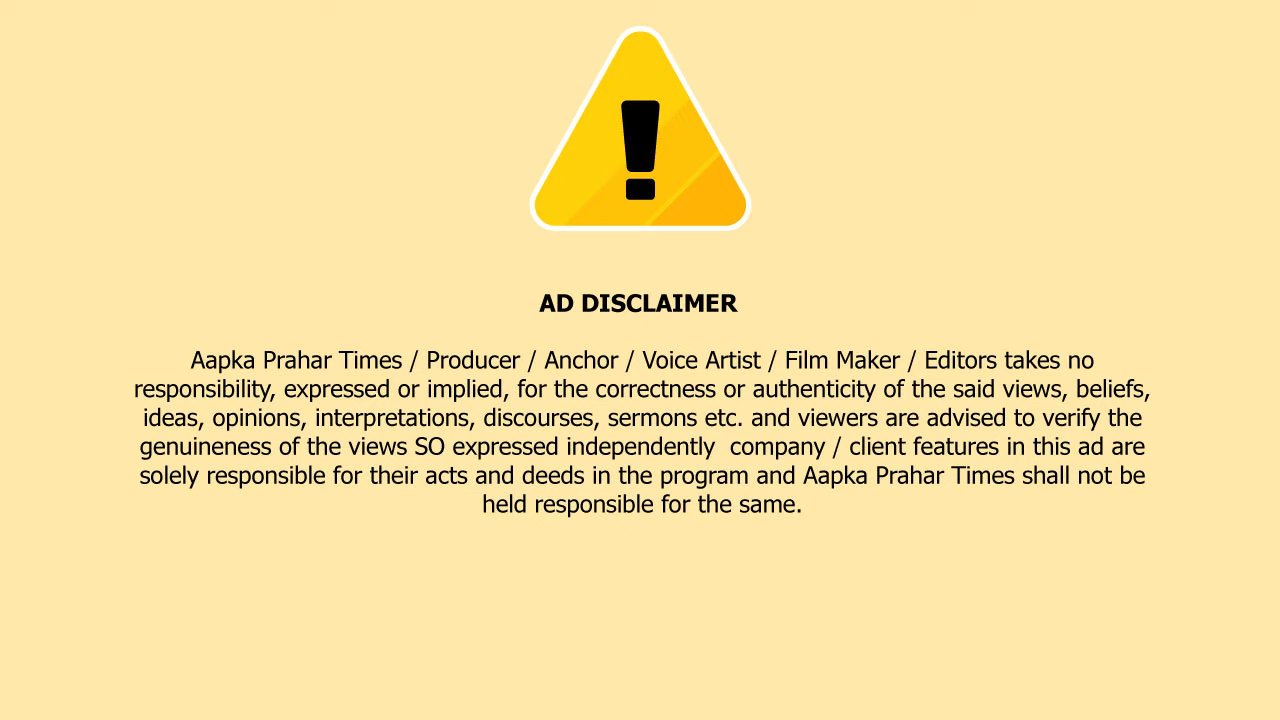 AD DISCLAIMER
Aapka Prahar Times / Producer / Anchor / Voice Artist / Film Maker / Editors takes no
responsibility, expressed or implied, for the correctness or authenticity of the said views, beliefs,
ideas, opinions, interpretations, discourses, sermons etc. and viewers are advised to verify the
genuineness of the views SO expressed independently  company / client features in this ad are
solely responsible for their acts and deeds in the program and Aapka Prahar Times shall not be
held responsible for the same.